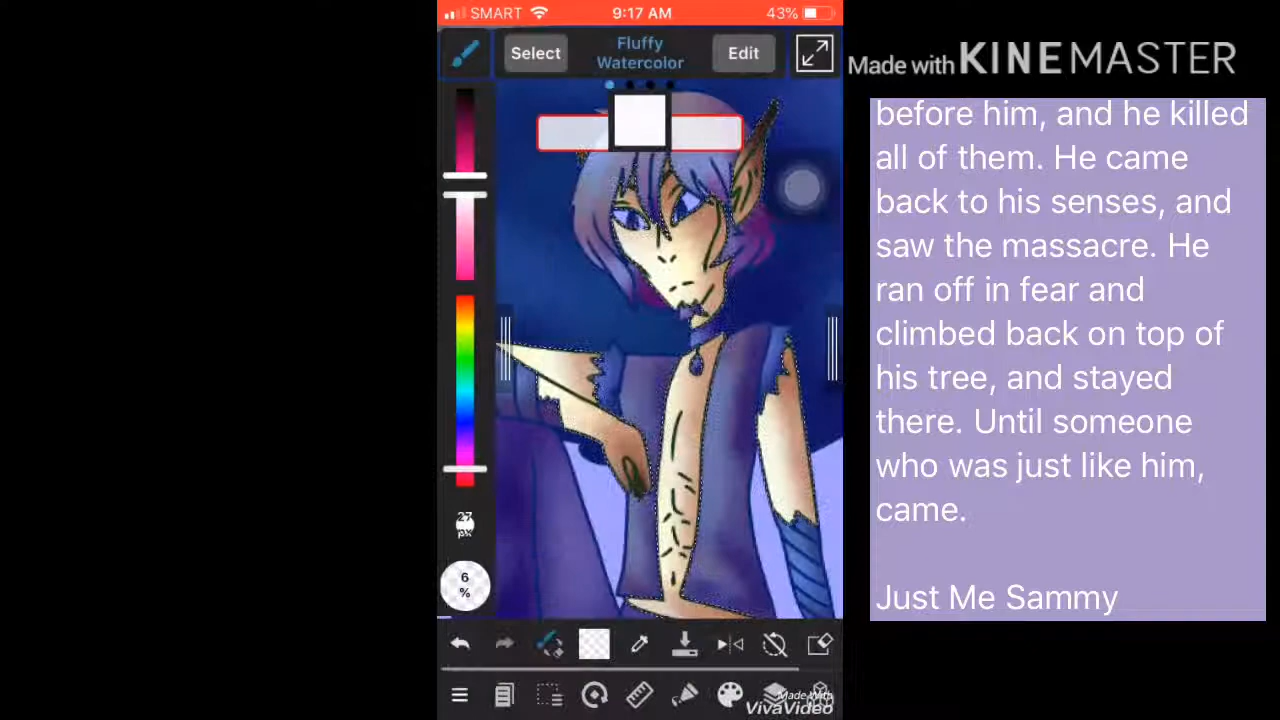 SMART 9:17 AM 43%
Select Fluffy Watercolor Edit
Made with KINEMASTER
before him, and he killed
all of them. He came
back to his senses, and
saw the massacre. He
ran off in fear and
climbed back on top of
his tree, and stayed
there. Until someone
who was just like him,
came.
Just Me Sammy
27
px
6
%
Made With
VivaVideo